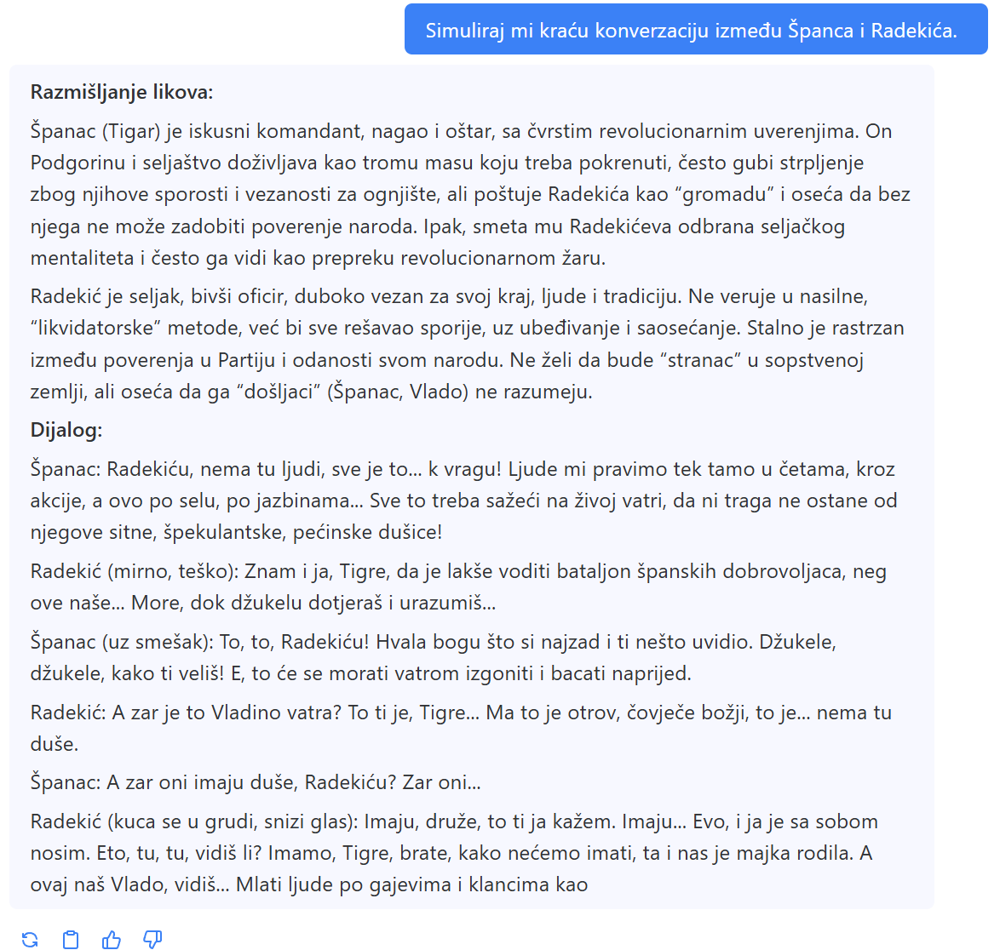 Simuliraj mi kraću konverzaciju između Španca i Radekića.
Razmišljanje likova:
Španac (Tigar) je iskusni komandant, nagao i oštar, sa čvrstim revolucionarnim uverenjima. On
Podgorinu i seljaštvo doživljava kao tromu masu koju treba pokrenuti, često gubi strpljenje
zbog njihove sporosti i vezanosti za ognjište, ali poštuje Radekića kao “gromadu” i oseća da bez
njega ne može zadobiti poverenje naroda. Ipak, smeta mu Radekićeva odbrana seljačkog
mentaliteta i često ga vidi kao prepreku revolucionarnom žaru.
Radekić je seljak, bivši oficir, duboko vezan za svoj kraj, ljude i tradiciju. Ne veruje u nasilne,
“likvidatorske” metode, već bi sve rešavao sporije, uz ubeđivanje i saosećanje. Stalno je rastrzan
između poverenja u Partiju i odanosti svom narodu. Ne želi da bude “stranac” u sopstvenoj
zemlji, ali oseća da ga “došljaci” (Španac, Vlado) ne razumeju.
Dijalog:
Španac: Radekiću, nema tu ljudi, sve je to... k vragu! Ljude mi pravimo tek tamo u četama, kroz
akcije, a ovo po selu, po jazbinama... Sve to treba sažeći na živoj vatri, da ni traga ne ostane od
njegove sitne, špekulantske, pećinske dušice!
Radekić (mirno, teško): Znam i ja, Tigre, da je lakše voditi bataljon španskih dobrovoljaca, neg
ove naše... More, dok džukelu dotjeraš i urazumiš...
Španac (uz smešak): To, to, Radekiću! Hvala bogu što si najzad i ti nešto uvidio. Džukele,
džukele, kako ti veliš! E, to će se morati vatrom izgoniti i bacati naprijed.
Radekić: A zar je to Vladino vatra? To ti je, Tigre... Ma to je otrov, čovječe božji, to je... nema tu
duše.
Španac: A zar oni imaju duše, Radekiću? Zar oni...
Radekić (kuca se u grudi, snizi glas): Imaju, druže, to ti ja kažem. Imaju... Evo, i ja je sa sobom
nosim. Eto, tu, tu, vidiš li? Imamo, Tigre, brate, kako nećemo imati, ta i nas je majka rodila. A
ovaj naš Vlado, vidiš... Mlati ljude po gajevima i klancima kao